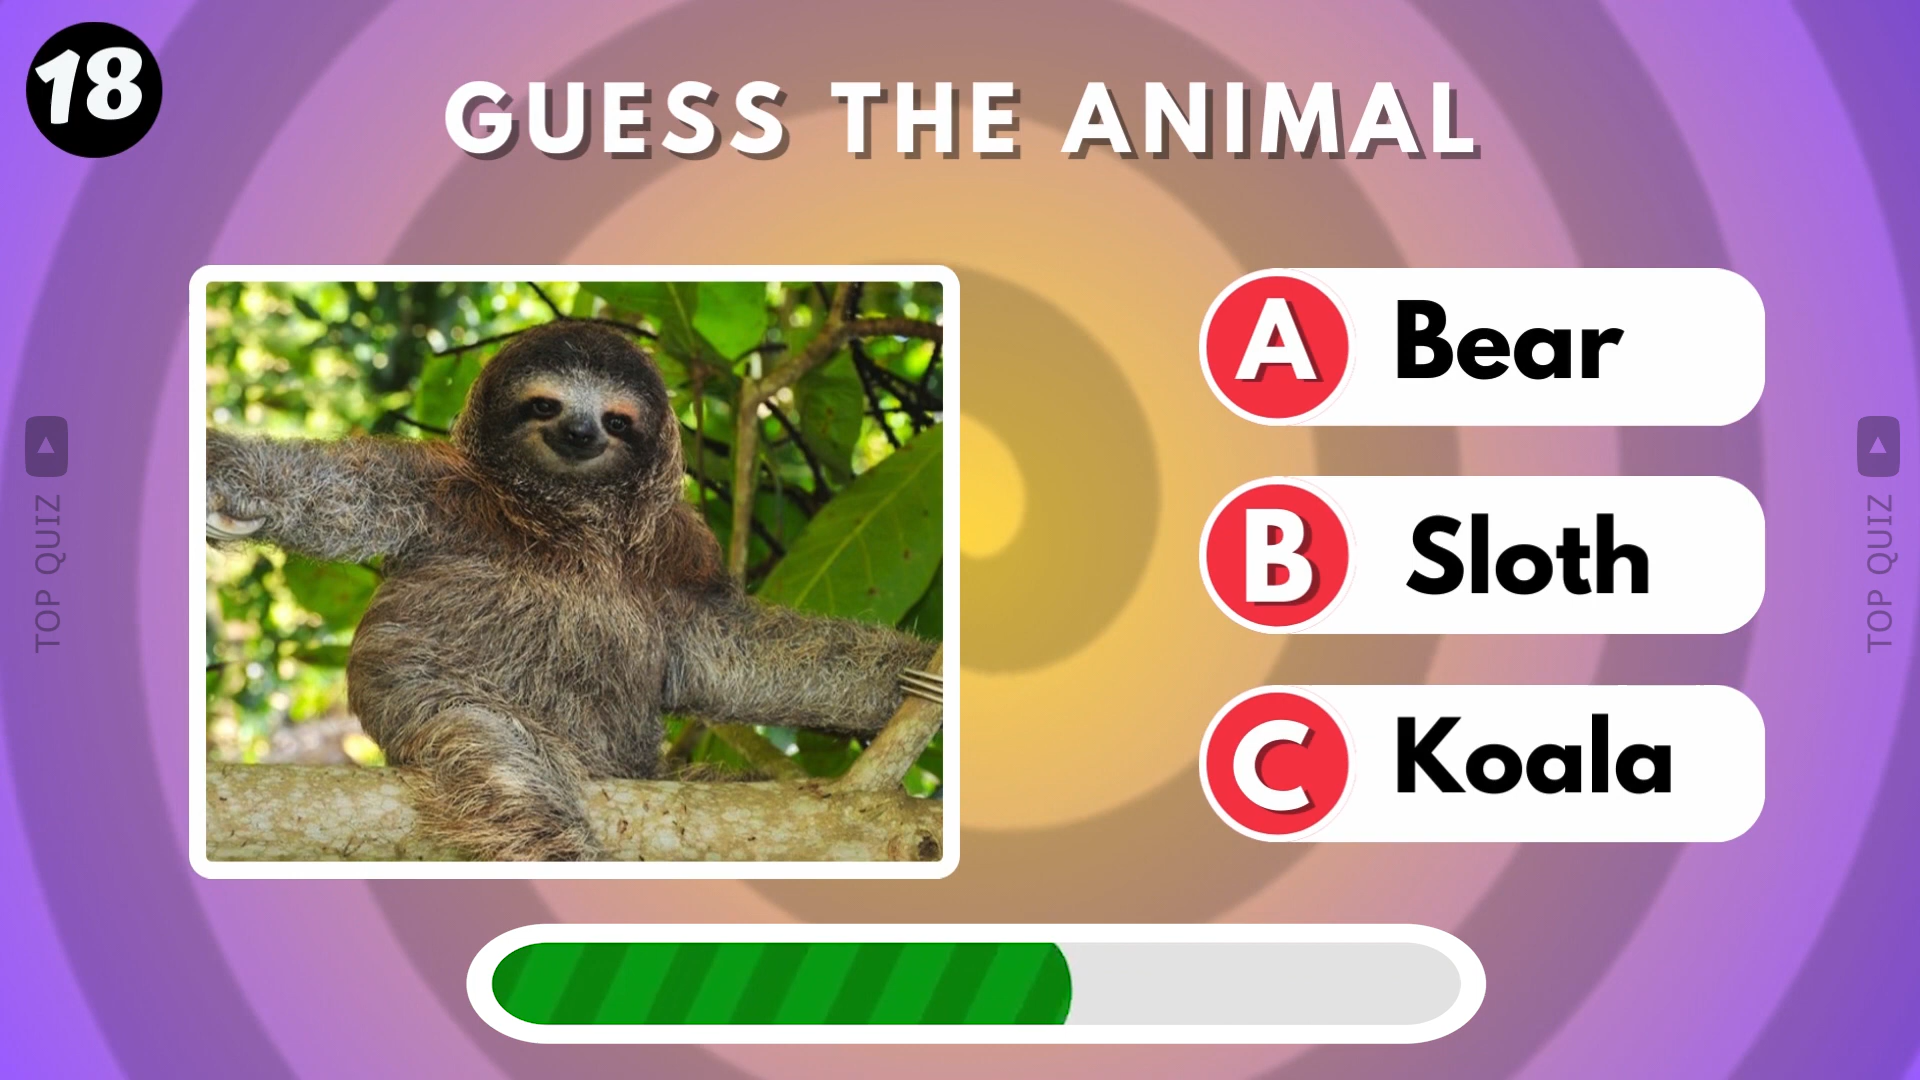 18
GUESS THE ANIMAL
A Bear
B Sloth
C Koala
TOP QUIZ
TOP QUIZ